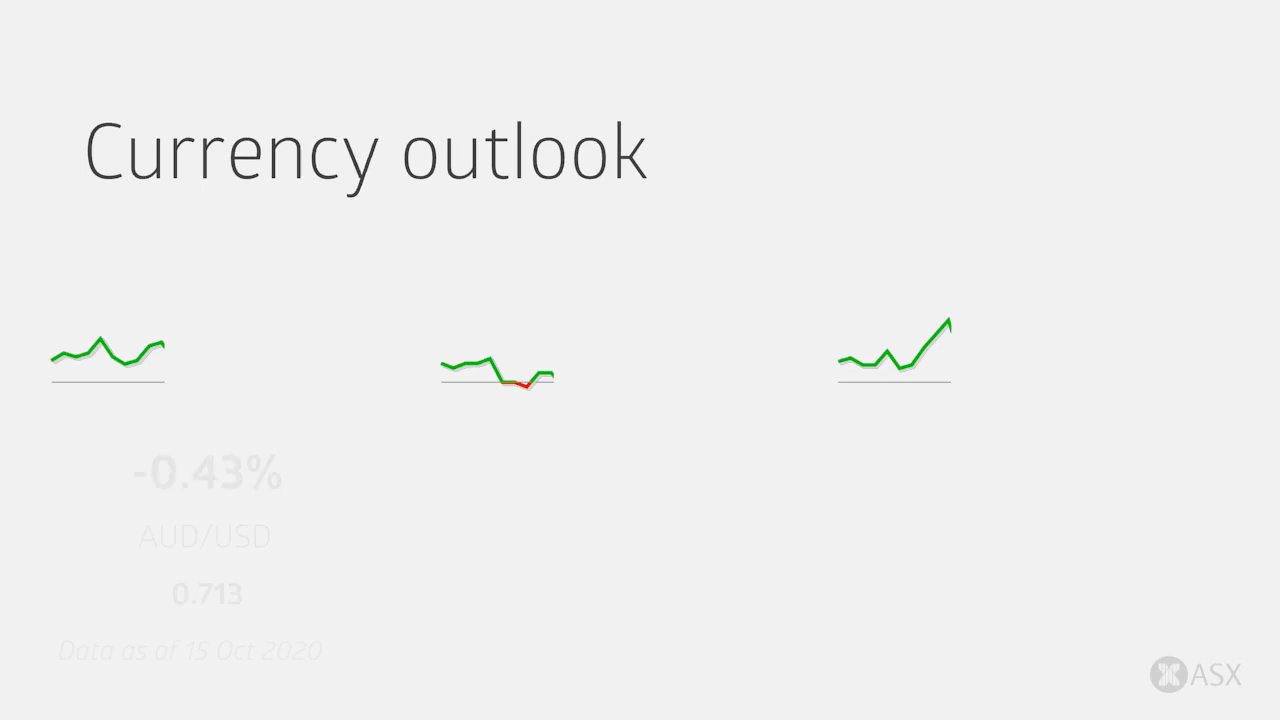 Currency outlook
-0.43%
AUD/USD
0.713
Data as of 15 Oct 2020
ASX